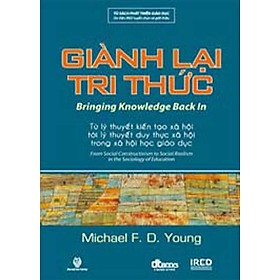 TỦ SÁCH PHÁT TRIỂN GIÁO DỤC
GIÀNH LẠI
TRI THỨC
Bringing Knowledge Back In
Từ lý thuyết kiến tạo xã hội
tới lý thuyết duy thực xã hội
trong xã hội học giáo dục
From Social Constructivism to Social Realism
in the Sociology of Education
Michael F. D. Young
IRED